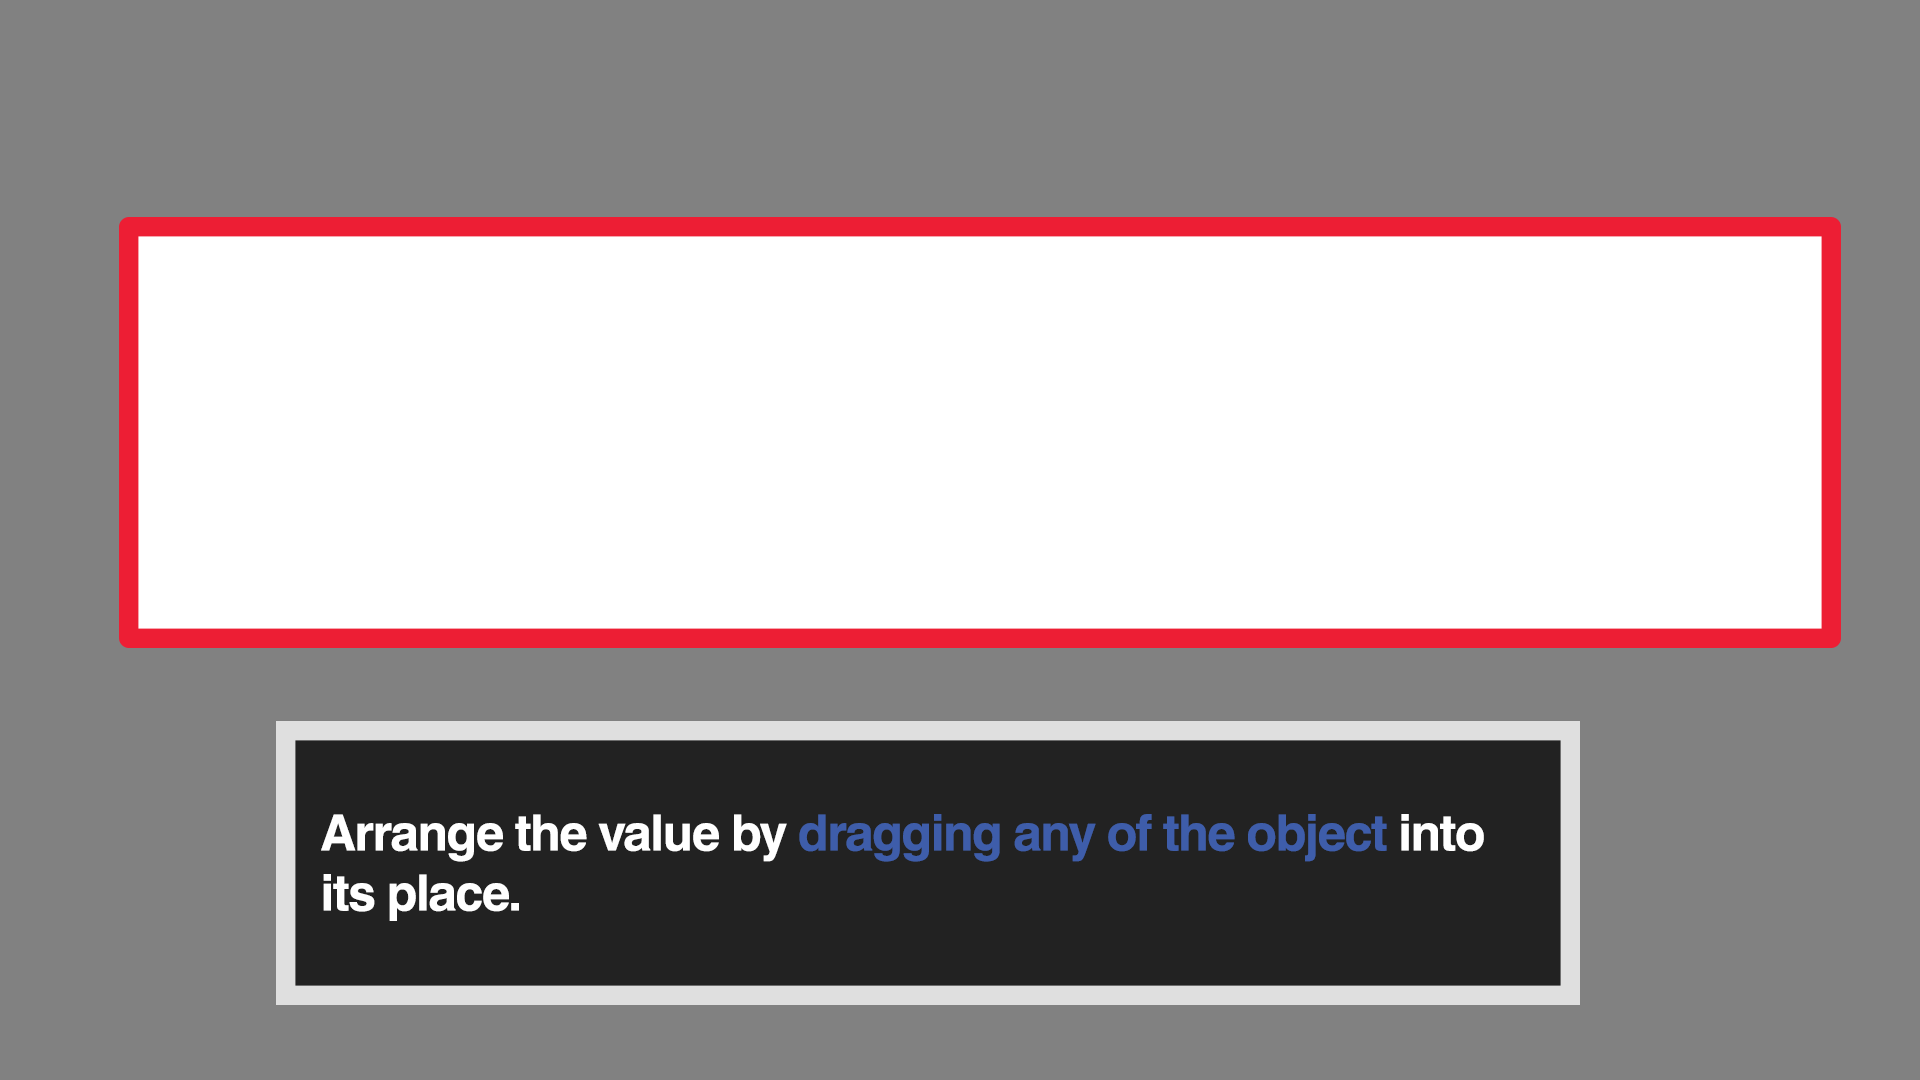 Arrange the value by dragging any of the object into
its place.